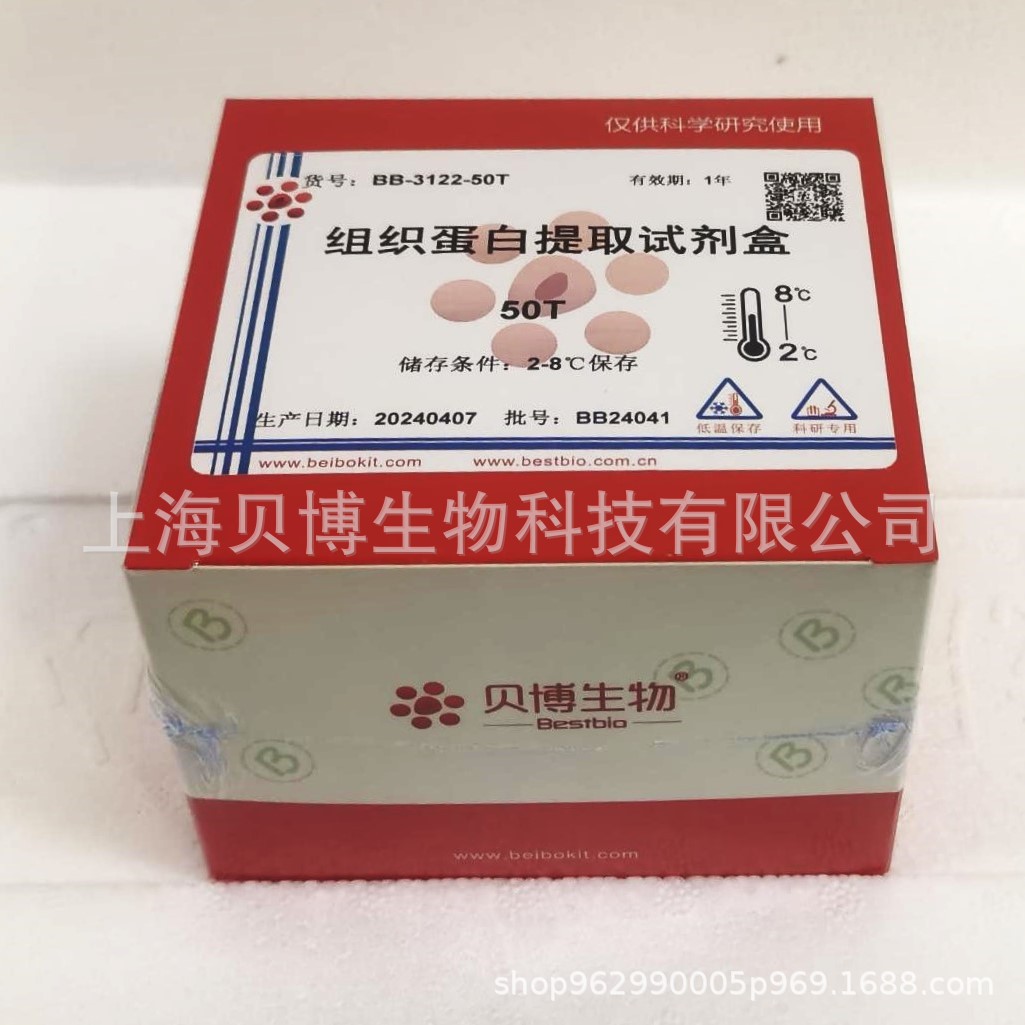 仅供科学研究使用
货号：BB-3122-50T 有效期：1年
组织蛋白提取试剂盒
50T
8℃
2℃
储存条件：2-8℃保存
生产日期：20240407 批号：BB24041
低温保存 科研专用
www.beibokit.com www.bestbio.com.cn
上海贝博生物科技有限公司
B
B
B
B
贝博生物®
Bestbio
B
B
www.beibokit.com
shop962990005p969.1688.com